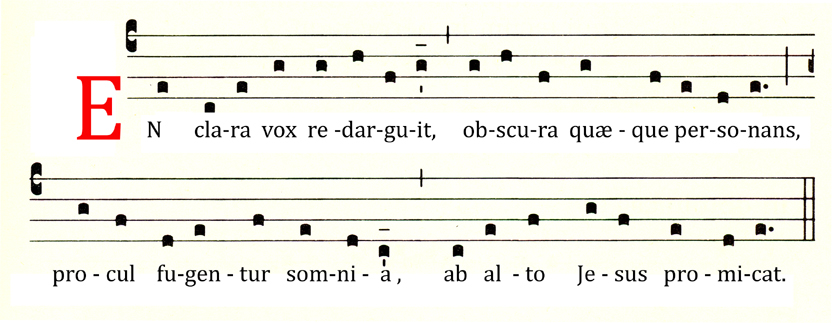 EN cla-ra vox re-dar-gu-it, ob-scu-ra quæ-que per-so-nans,
pro-cul fu-gen-tur som-ni-a, ab al-to Je-sus pro-mi-cat.